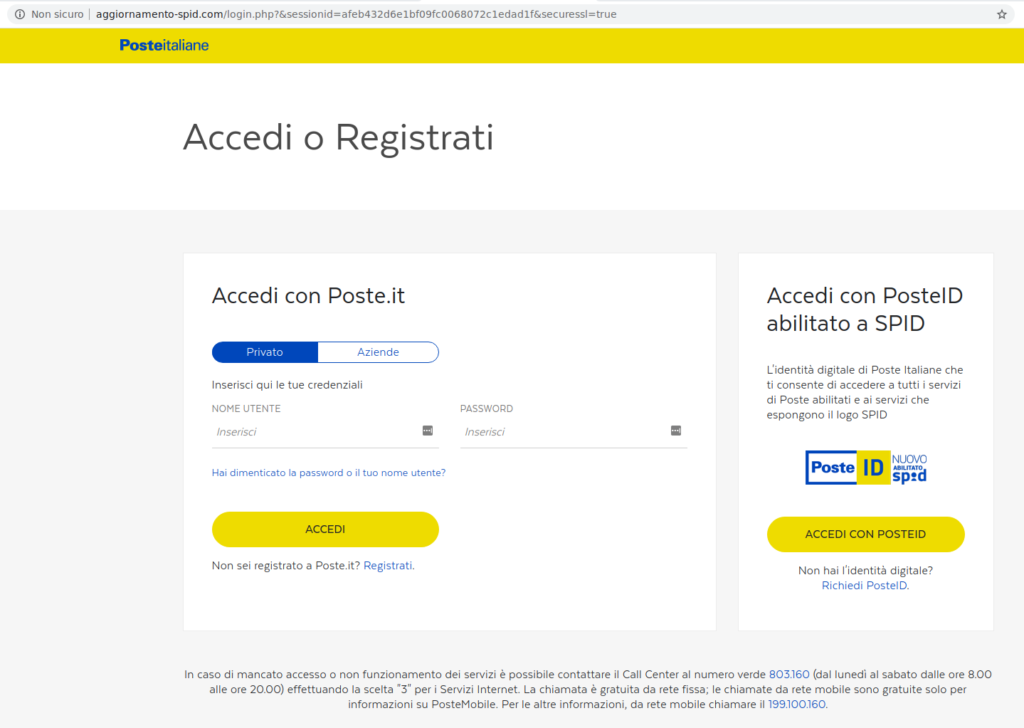 Non sicuro | aggiornamento-spid.com/login.php?&sessionid=afeb432d6e1bf09fc0068072c1edad1f&securessl=true
Posteitaliane
Accedi o Registrati
Accedi con Poste.it
Privato
Aziende
Inserisci qui le tue credenziali
NOME UTENTE
PASSWORD
Inserisci
Inserisci
Hai dimenticato la password o il tuo nome utente?
ACCEDI
Non sei registrato a Poste.it? Registrati.
Accedi con PosteID
abilitato a SPID
L'identità digitale di Poste Italiane che
ti consente di accedere a tutti i servizi
di Poste abilitati e ai servizi che
espongono il logo SPID
Poste ID NUOVO
ABILITATO
spid
ACCEDI CON POSTEID
Non hai l'identità digitale?
Richiedi PosteID.
In caso di mancato accesso o non funzionamento dei servizi è possibile contattare il Call Center al numero verde 803.160 (dal lunedì al sabato dalle ore 8.00
alle ore 20.00) effettuando la scelta "3" per i Servizi Internet. La chiamata è gratuita da rete fissa; le chiamate da rete mobile sono gratuite solo per
informazioni su PosteMobile. Per le altre informazioni, da rete mobile chiamare il 199.100.160.